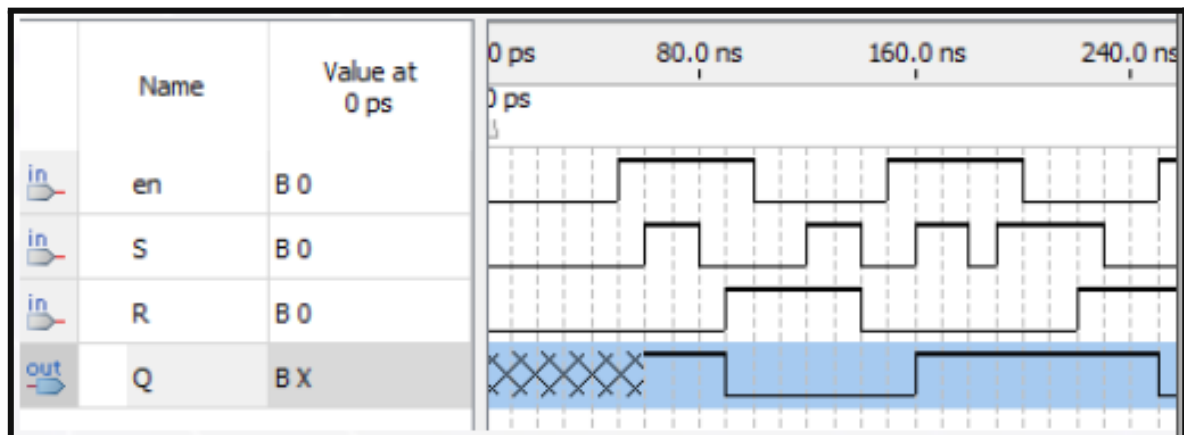 Name Value at 0 ps 0 ps 80.0 ns 160.0 ns 240.0 ns
0 ps
in en B 0
in S B 0
in R B 0
out Q B X